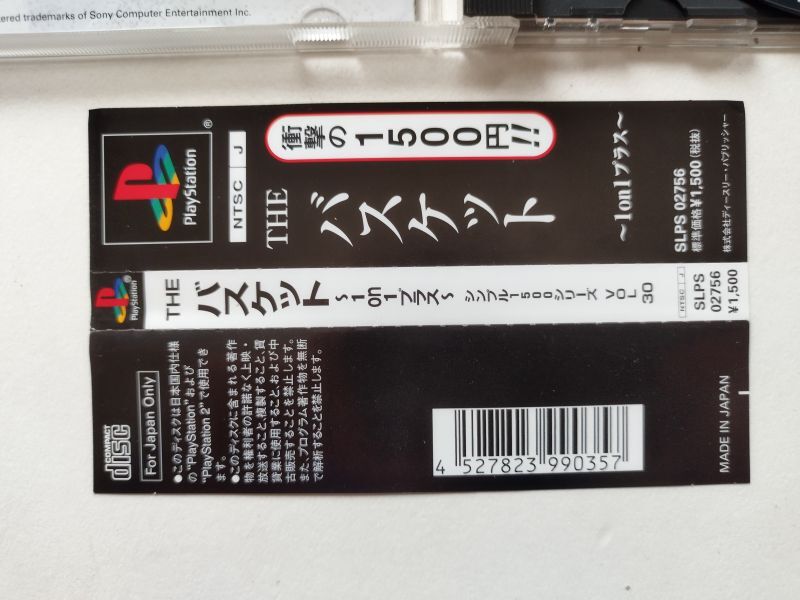 ered trademarks of Sony Computer Entertainment Inc.
PlayStation
®
NTSC J
衝撃の
1500円!!
THE
バスケット
～1on1プラス～
SLPS 02756
標準価格¥1,500(税抜)
株式会社ディースリー・パブリッシャー
PlayStation
®
THE
バスケット
～1on1プラス～
シンプル1500シリーズ
VOL.
30
NTSC J
SLPS
02756
¥1,500
COMPACT
disc
For Japan Only
●このディスクは日本国内仕様
の"PlayStation"および
"PlayStation 2"で使用でき
ます。
●このディスクに含まれる著作
物を権利者の許諾なく上映・
放送すること、複製すること、賃
貸業に使用すること、および中
古販売することを禁止します。
また、プログラム著作物を無断
で解析することを禁止します。
4 527823 990357
MADE IN JAPAN